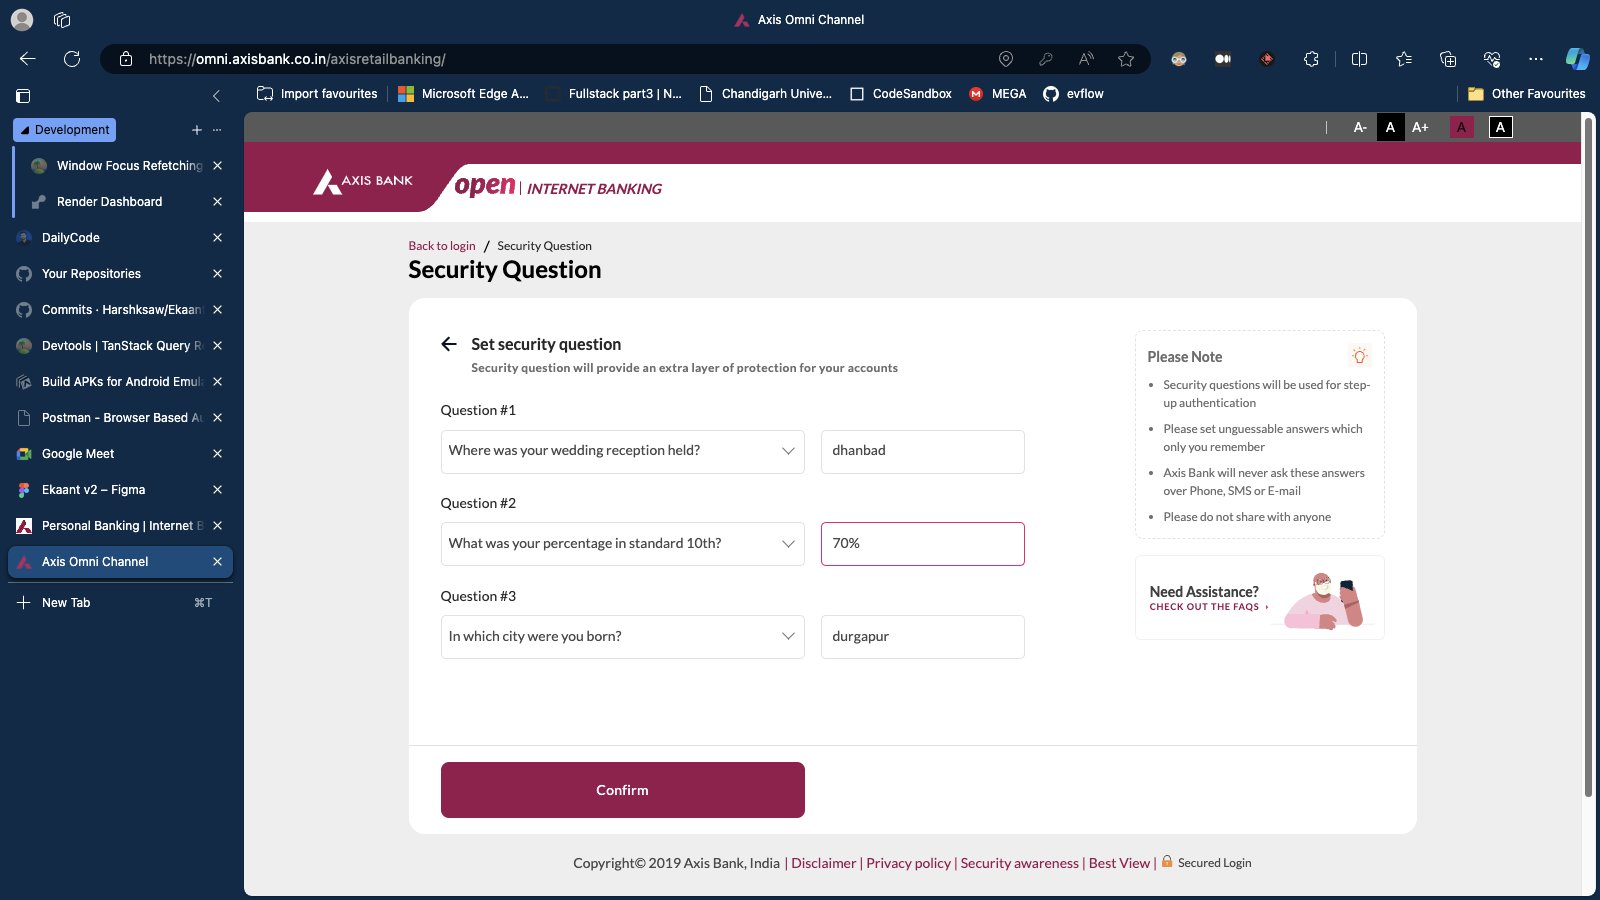 Axis Omni Channel
https://omni.axisbank.co.in/axisretailbanking/
Import favourites
Microsoft Edge A...
Fullstack part3 | N...
Chandigarh Unive...
CodeSandbox
MEGA
evflow
Other Favourites
Development
Window Focus Refetching
Render Dashboard
DailyCode
Your Repositories
Commits · Harshksaw/Ekaant
Devtools | TanStack Query R
Build APKs for Android Emula
Postman - Browser Based Au
Google Meet
Ekaant v2 – Figma
Personal Banking | Internet B
Axis Omni Channel
New Tab ⌘T
| A- A A+ A A
AXIS BANK
open | INTERNET BANKING
Back to login / Security Question
Security Question
Set security question
Security question will provide an extra layer of protection for your accounts
Question #1
Where was your wedding reception held? dhanbad
Question #2
What was your percentage in standard 10th? 70%
Question #3
In which city were you born? durgapur
Confirm
Please Note
• Security questions will be used for step-
up authentication
• Please set unguessable answers which
only you remember
• Axis Bank will never ask these answers
over Phone, SMS or E-mail
• Please do not share with anyone
Need Assistance?
CHECK OUT THE FAQS ›
Copyright© 2019 Axis Bank, India | Disclaimer | Privacy policy | Security awareness | Best View | Secured Login